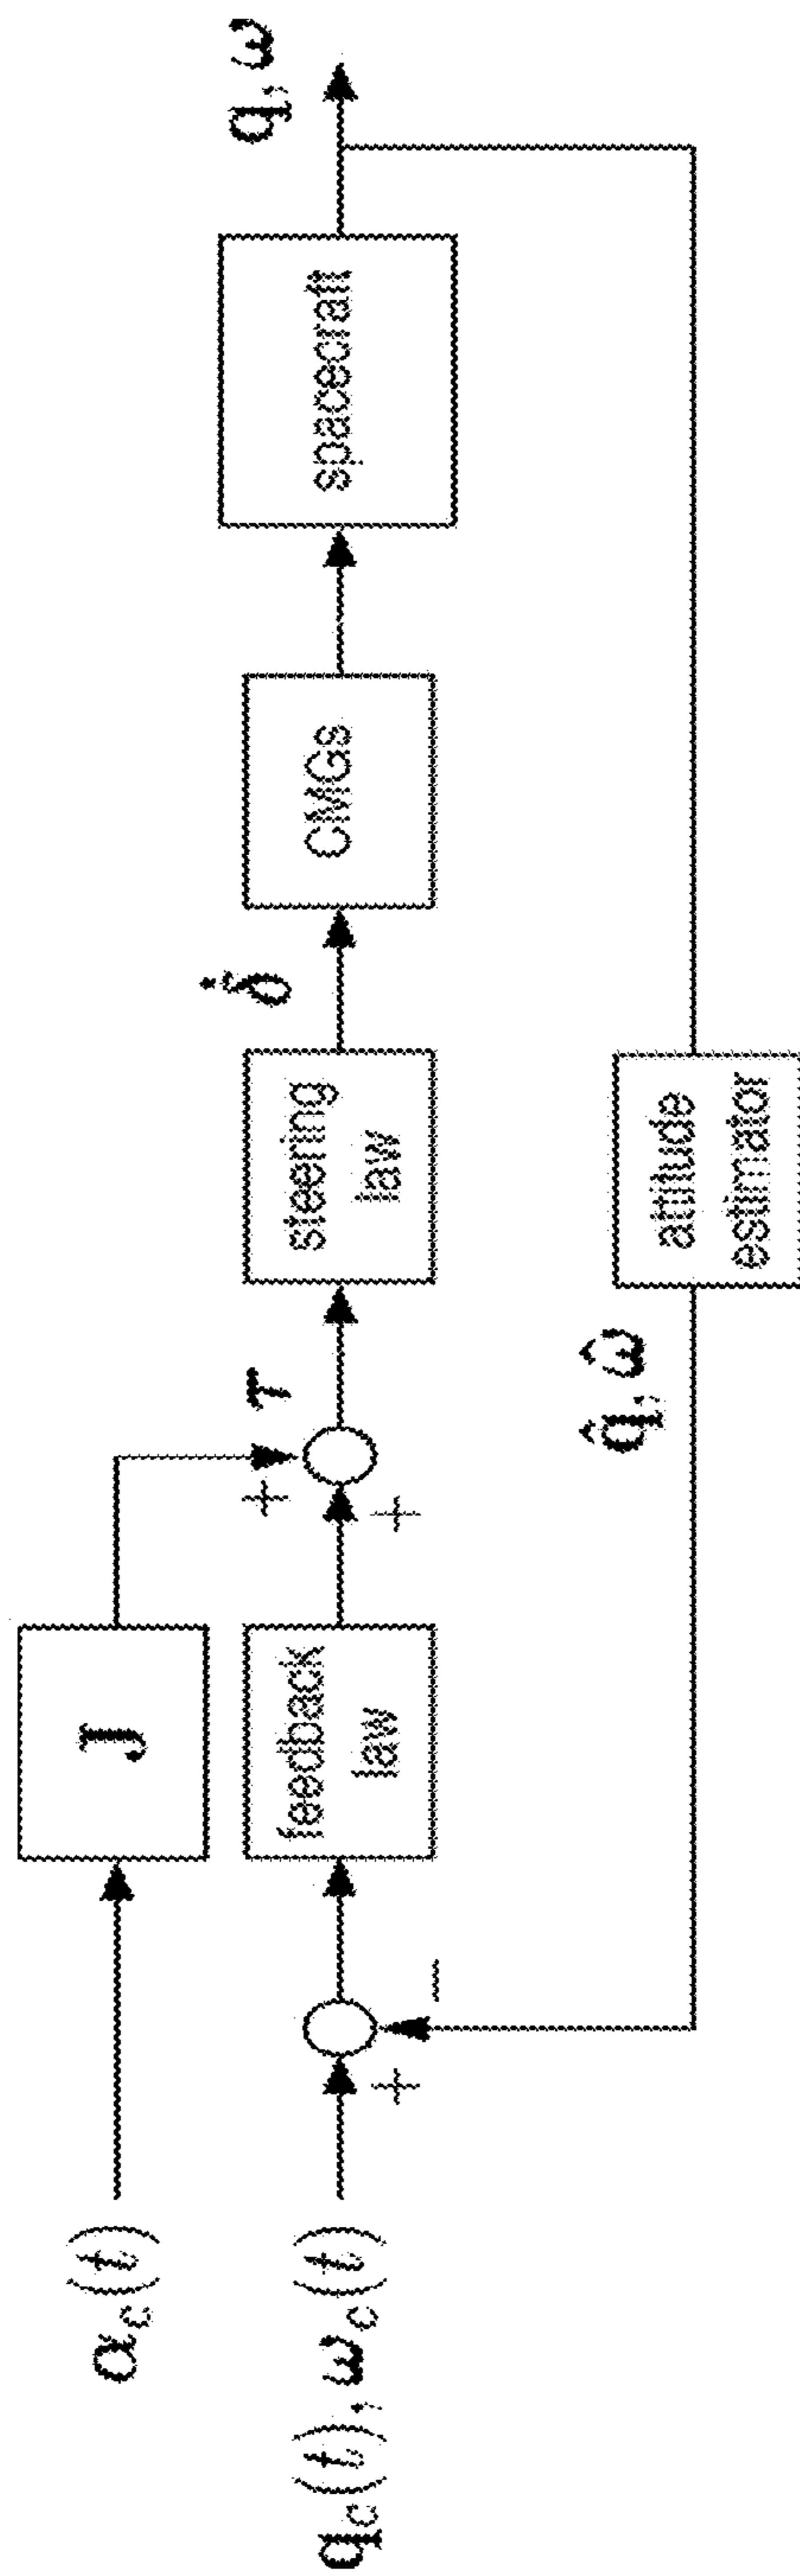 α_c(t)
J
q_c(t), ω_c(t)
+
−
feedback
law
+
+
τ
steering
law
δ̇
CMGs
spacecraft
q, ω
q̂, ω̂
attitude
estimator